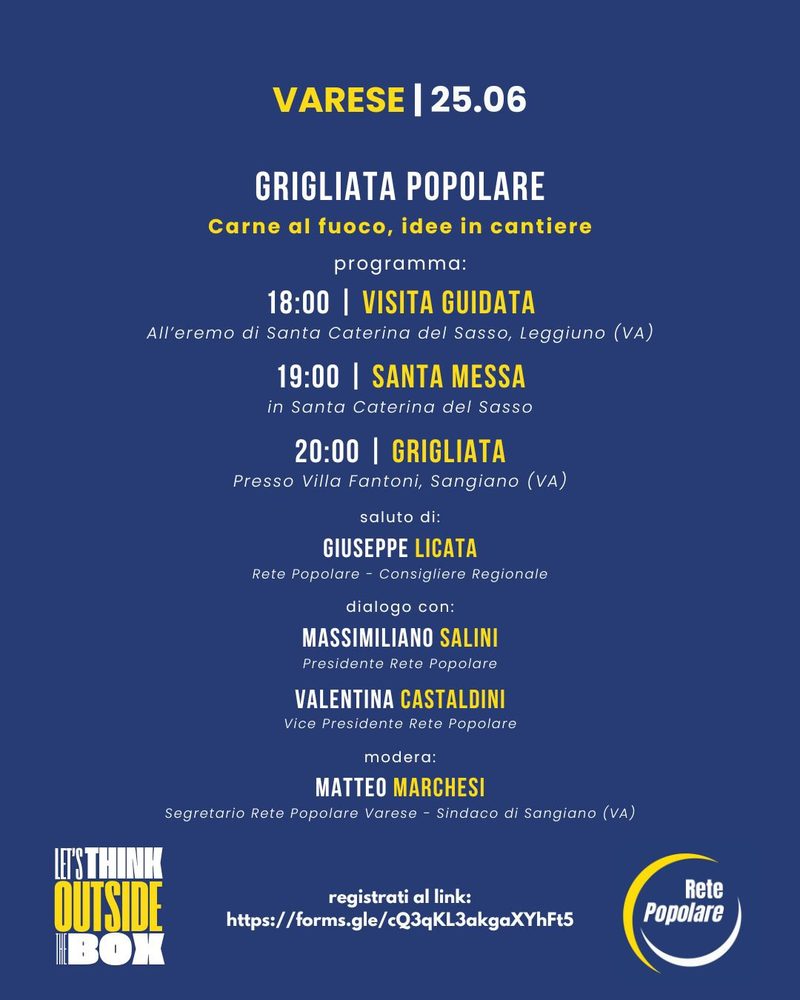 VARESE | 25.06
GRIGLIATA POPOLARE
Carne al fuoco, idee in cantiere
programma:
18:00 | VISITA GUIDATA
All'eremo di Santa Caterina del Sasso, Leggiuno (VA)
19:00 | SANTA MESSA
in Santa Caterina del Sasso
20:00 | GRIGLIATA
Presso Villa Fantoni, Sangiano (VA)
saluto di:
GIUSEPPE LICATA
Rete Popolare - Consigliere Regionale
dialogo con:
MASSIMILIANO SALINI
Presidente Rete Popolare
VALENTINA CASTALDINI
Vice Presidente Rete Popolare
modera:
MATTEO MARCHESI
Segretario Rete Popolare Varese - Sindaco di Sangiano (VA)
LET'S THINK
OUTSIDE
THE BOX
registrati al link:
https://forms.gle/cQ3qKL3akgaXYhFt5
Rete
Popolare